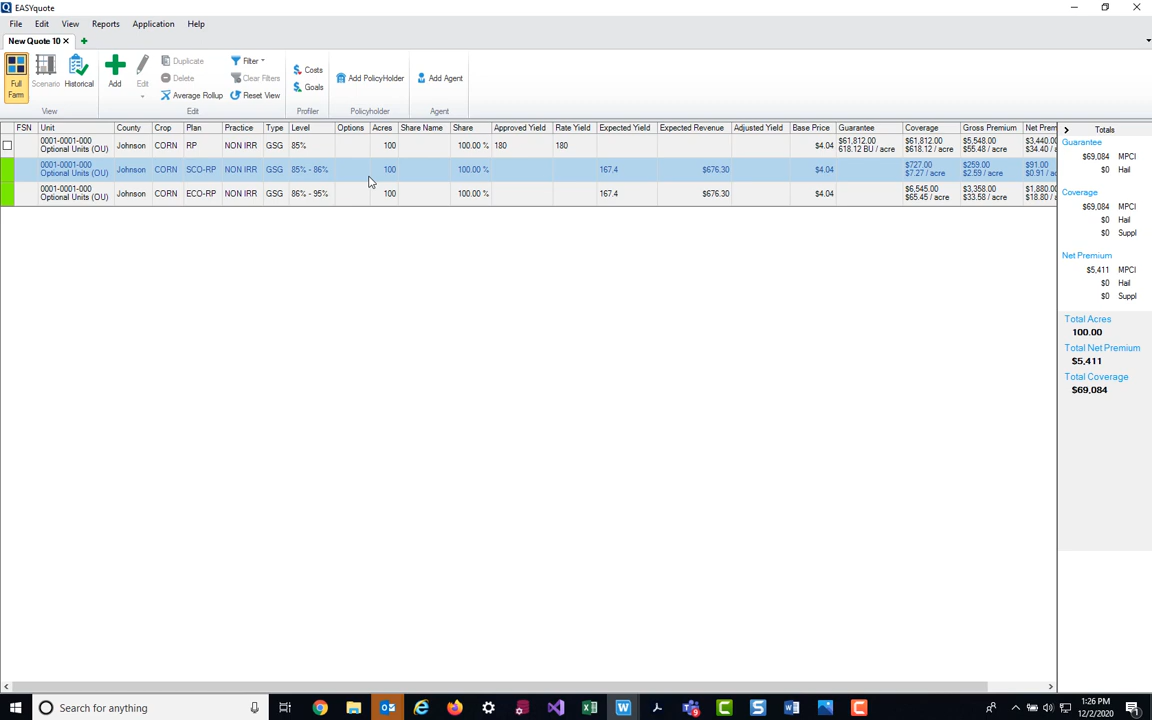 EASYquote
File Edit View Reports Application Help
New Quote 10 ×
Full Farm
Scenario
Historical
View
Add
Edit
Duplicate
Delete
Average Rollup
Edit
Filter
Clear Filters
Reset View
Costs
Goals
Profiler
Add PolicyHolder
Policyholder
Add Agent
Agent
FSN Unit County Crop Plan Practice Type Level Options Acres Share Name Share Approved Yield Rate Yield Expected Yield Expected Revenue Adjusted Yield Base Price Guarantee Coverage Gross Premium Net Prem
0001-0001-000 $61,812.00 $61,812.00 $5,548.00 $3,440.00
Optional Units (OU) Johnson CORN RP NON IRR GSG 85% 100 100.00 % 180 180 $4.04 618.12 BU / acre $618.12 / acre $55.48 / acre $34.40 / a
0001-0001-000 $727.00 $259.00 $91.00
Optional Units (OU) Johnson CORN SCO-RP NON IRR GSG 85% - 86% 100 100.00 % 167.4 $676.30 $4.04 $7.27 / acre $2.59 / acre $0.91 / ac
0001-0001-000 $6,545.00 $3,358.00 $1,880.00
Optional Units (OU) Johnson CORN ECO-RP NON IRR GSG 86% - 95% 100 100.00 % 167.4 $676.30 $4.04 $65.45 / acre $33.58 / acre $18.80 / a
Totals
Guarantee
$69,084 MPCI
$0 Hail
Coverage
$69,084 MPCI
$0 Hail
$0 Suppl
Net Premium
$5,411 MPCI
$0 Hail
$0 Suppl
Total Acres
100.00
Total Net Premium
$5,411
Total Coverage
$69,084
Search for anything
1:26 PM
12/2/2020